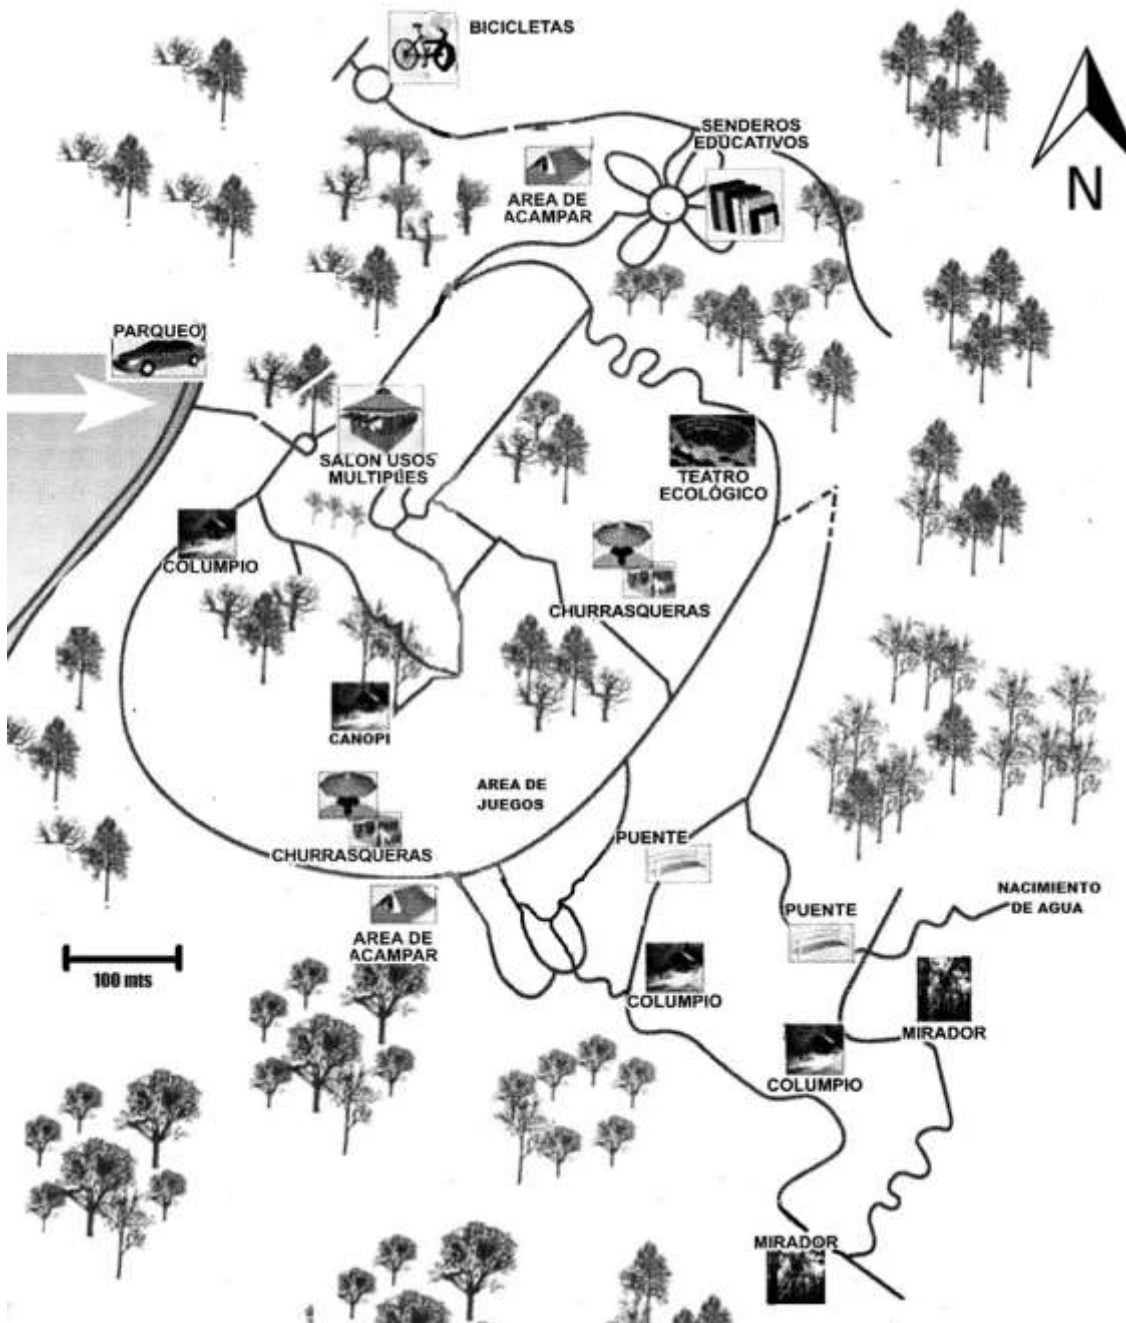 BICICLETAS
SENDEROS
EDUCATIVOS
N
AREA DE
ACAMPAR
PARQUEO
SALON USOS
MULTIPLES
TEATRO
ECOLÓGICO
COLUMPIO
CHURRASQUERAS
CANOPI
AREA DE
JUEGOS
CHURRASQUERAS
PUENTE
NACIMIENTO
DE AGUA
PUENTE
AREA DE
ACAMPAR
100 mts
COLUMPIO
MIRADOR
COLUMPIO
MIRADOR